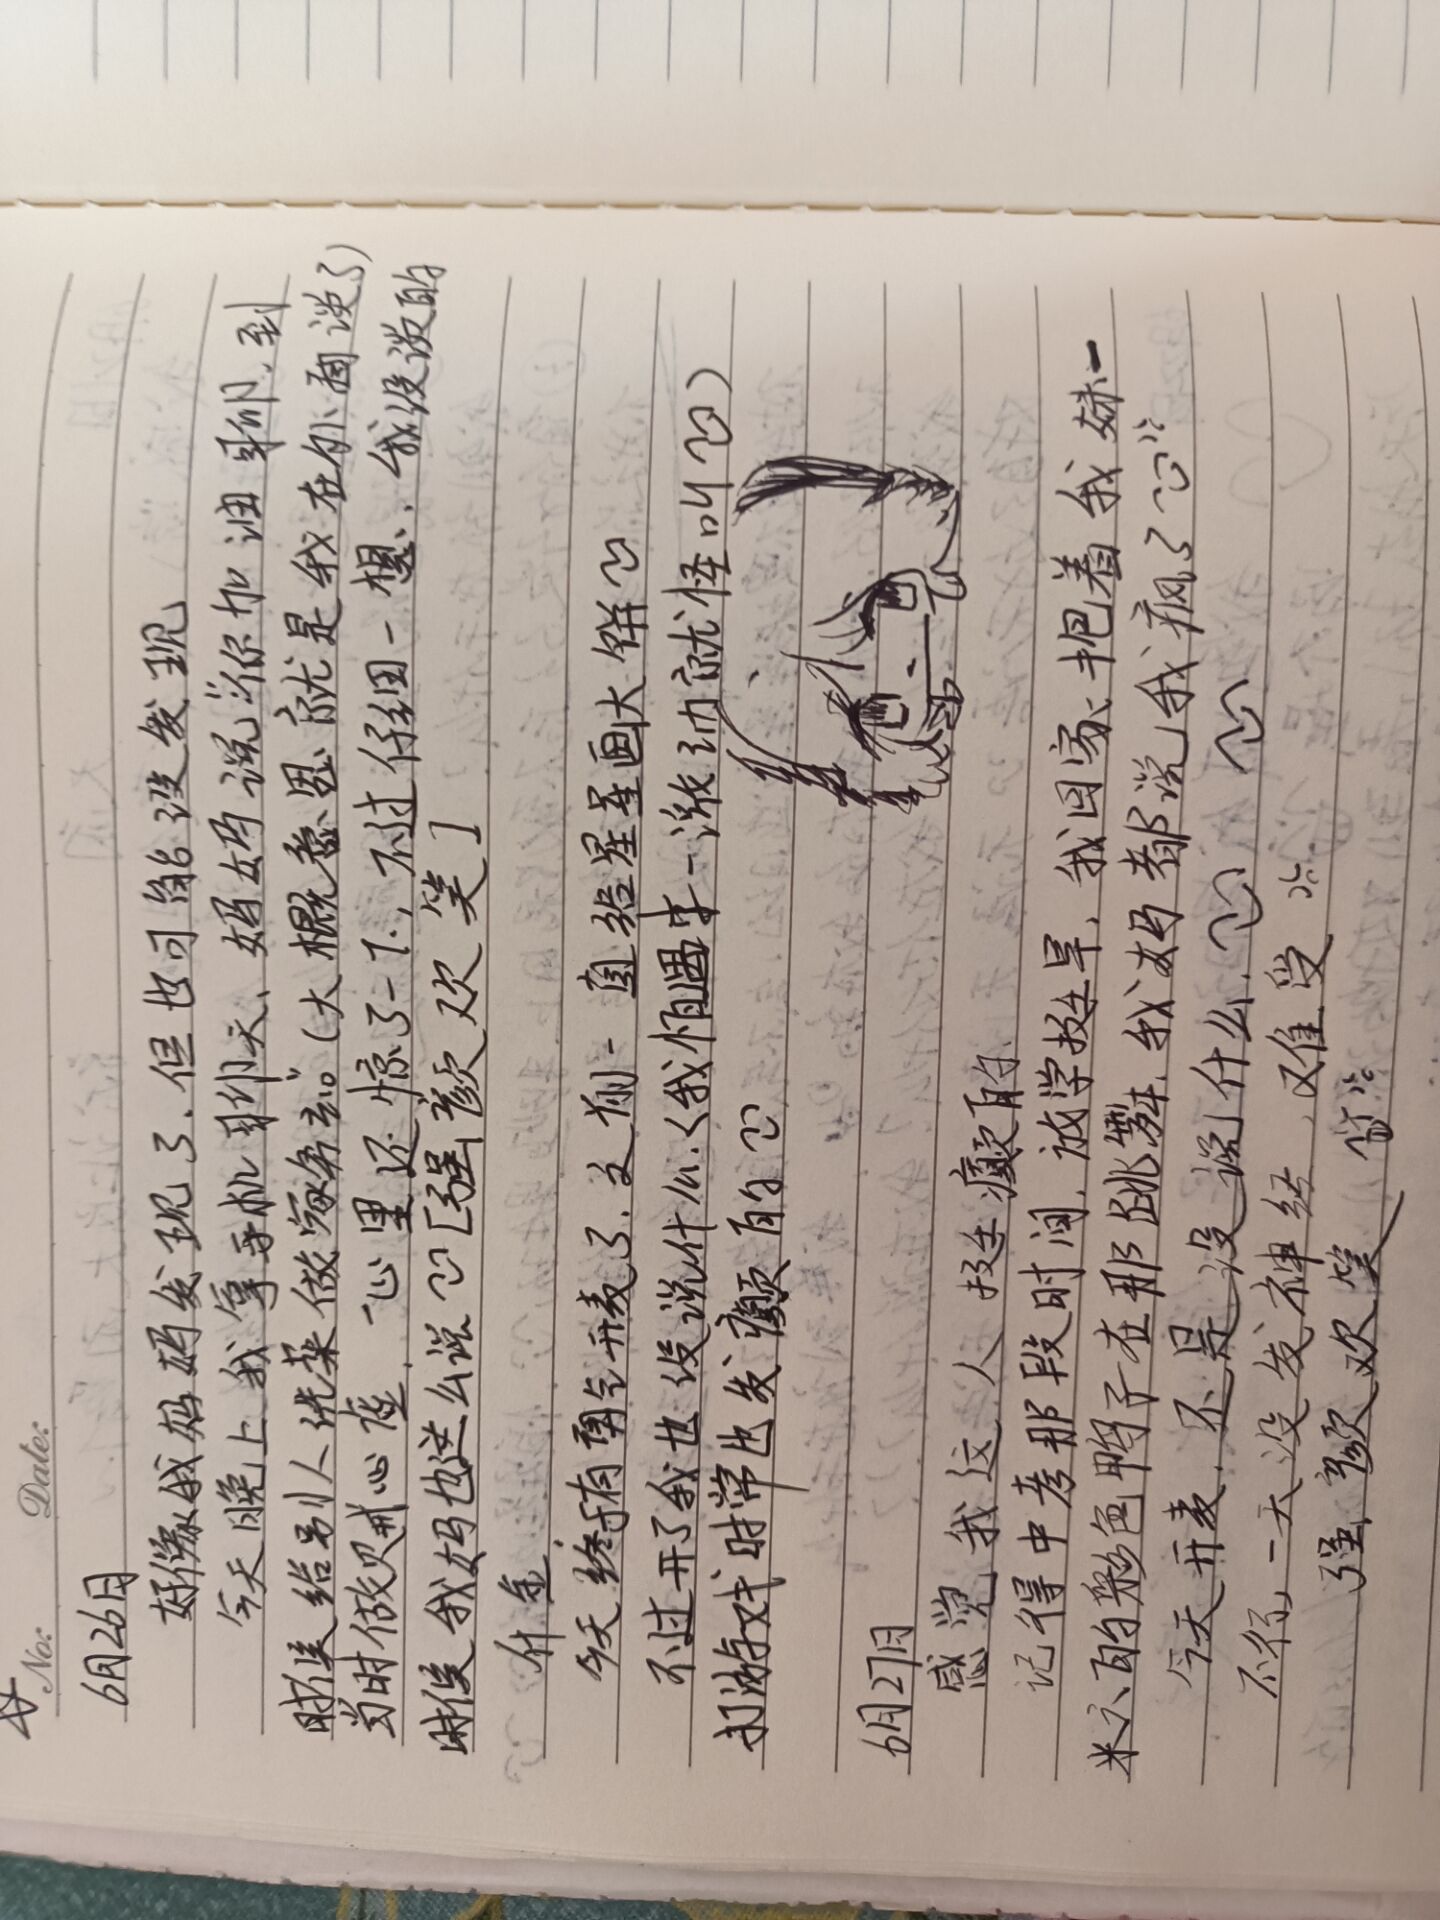 No:    Date:
6月26日
好像我妈妈发现了.但也可能没发现
今天晚上我拿手机聊天、妈妈说"你加油聊.到
时候给别人洗菜做家务去。"(大概意思就是我在外面谈了)
当时做贼心虚,心里还惊了一下,不过仔细一想.我没谈的
时候我妈也这么说[强颜欢笑]
什金,
今天终于有勇气开麦了.之前一直给星星画大饼
不过开了我也没说什么.(我怕遇事一激动就怪叫)
打游戏时常也发癫的
6月27日
感觉我这人挺癫的.
记得中考那段时间.放学挺早,我回家、抱着我妹一
米六的彩色鸭子在那跳舞.我妈都说我疯了
今天开麦.还是没说什么.
不行,一天没发神经,难受
强颜欢笑